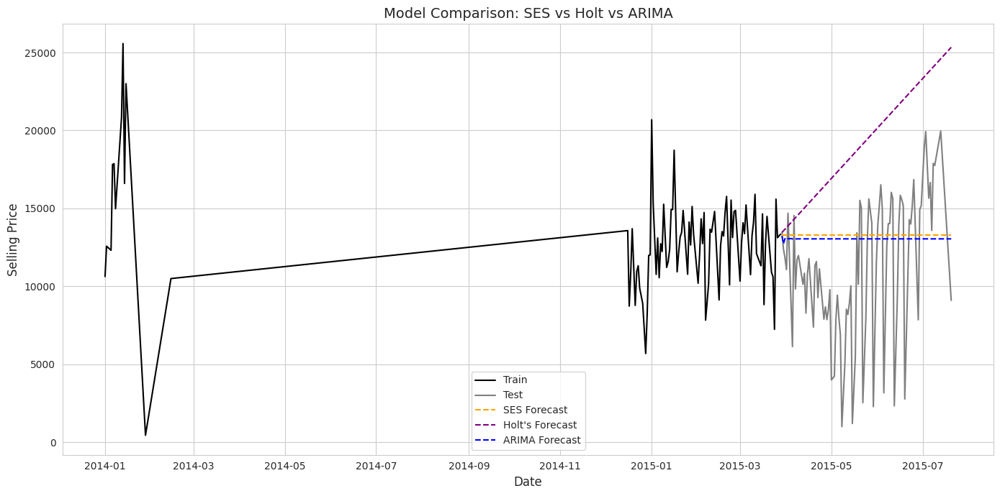 Model Comparison: SES vs Holt vs ARIMA
Selling Price
25000
20000
15000
10000
5000
0
Train
Test
SES Forecast
Holt's Forecast
ARIMA Forecast
2014-01 2014-03 2014-05 2014-07 2014-09 2014-11 2015-01 2015-03 2015-05 2015-07
Date